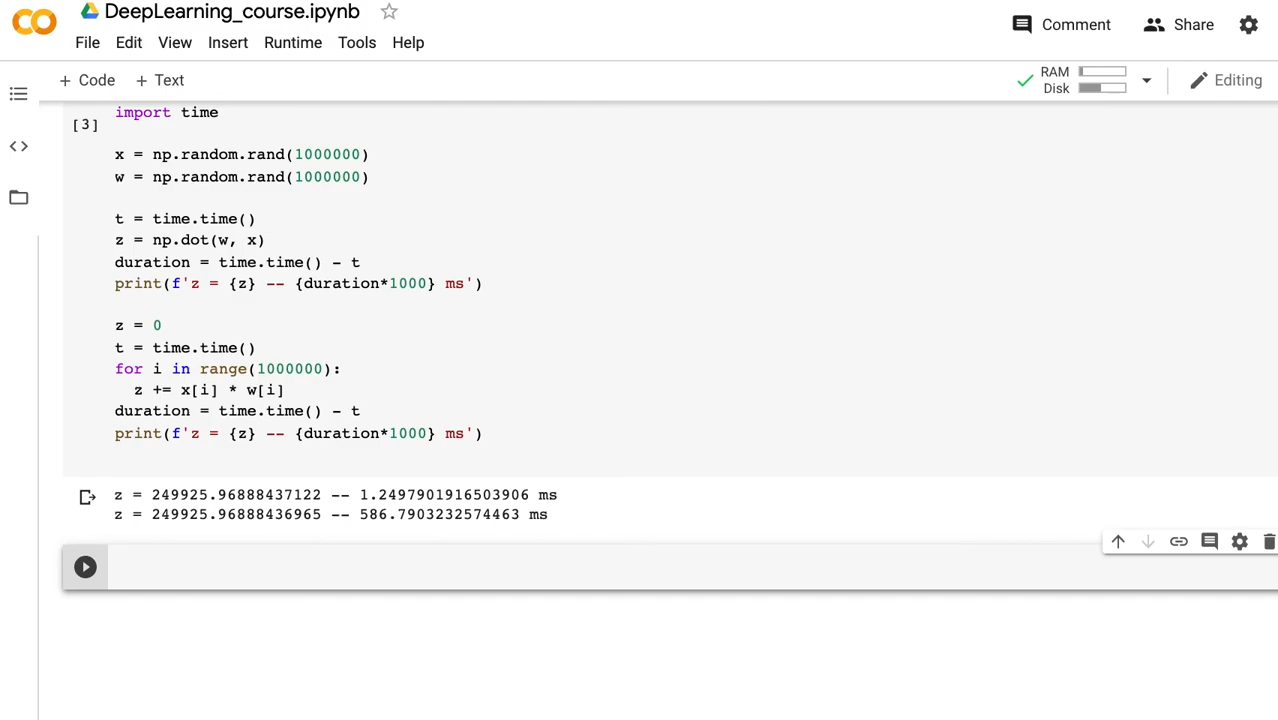 DeepLearning_course.ipynb
Comment Share
File Edit View Insert Runtime Tools Help
+ Code + Text
RAM
Disk
Editing
[3]
import time
x = np.random.rand(1000000)
w = np.random.rand(1000000)
t = time.time()
z = np.dot(w, x)
duration = time.time() - t
print(f'z = {z} -- {duration*1000} ms')
z = 0
t = time.time()
for i in range(1000000):
  z += x[i] * w[i]
duration = time.time() - t
print(f'z = {z} -- {duration*1000} ms')
z = 249925.96888437122 -- 1.2497901916503906 ms
z = 249925.96888436965 -- 586.7903232574463 ms